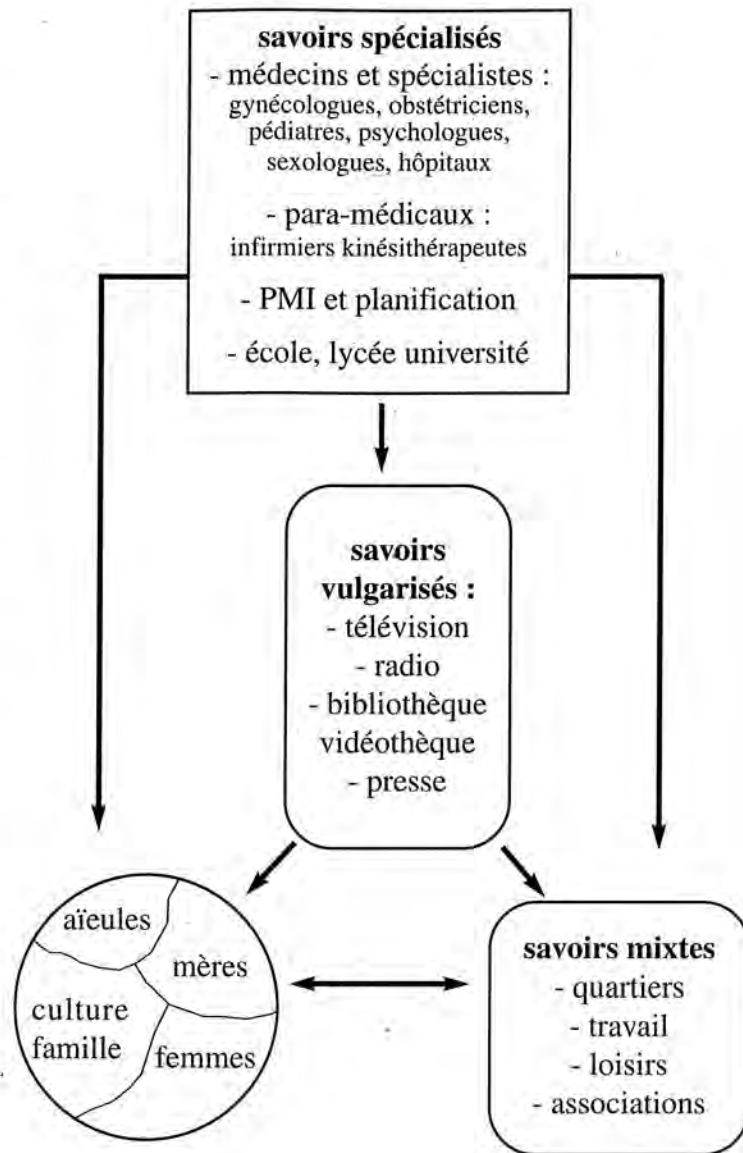 savoirs spécialisés
- médecins et spécialistes :
gynécologues, obstétriciens,
pédiatres, psychologues,
sexologues, hôpitaux
- para-médicaux :
infirmiers kinésithérapeutes
- PMI et planification
- école, lycée université
savoirs
vulgarisés :
- télévision
- radio
- bibliothèque
vidéothèque
- presse
aïeules
mères
culture
famille
femmes
savoirs mixtes
- quartiers
- travail
- loisirs
- associations